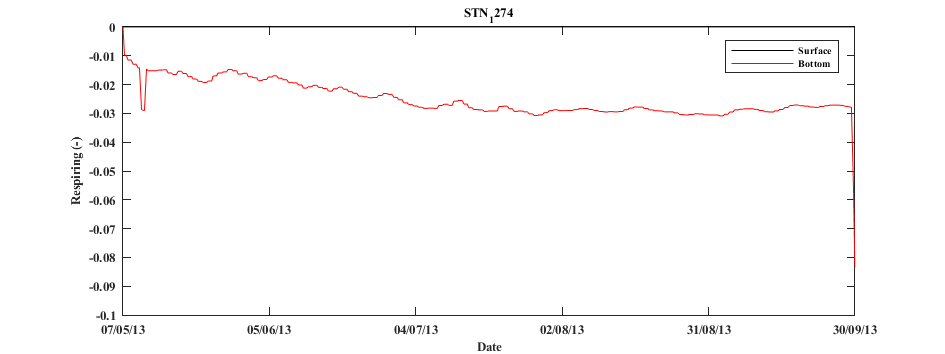 STN1274
0
-0.01
-0.02
-0.03
-0.04
-0.05
-0.06
-0.07
-0.08
-0.09
-0.1
Respiring (-)
Surface
Bottom
07/05/13 05/06/13 04/07/13 02/08/13 31/08/13 30/09/13
Date